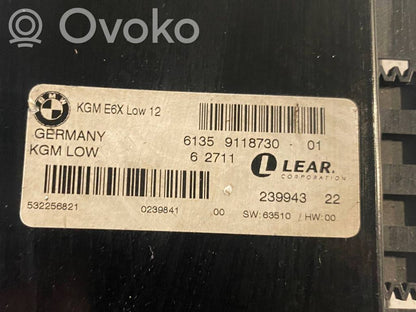 Ovoko
BMW
KGM E6X Low 12
GERMANY
KGM LOW
6135 9118730 - 01
6 2711
LEAR.
CORPORATION
239943 22
532256821 0239841 00 SW: 63510 / HW: 00